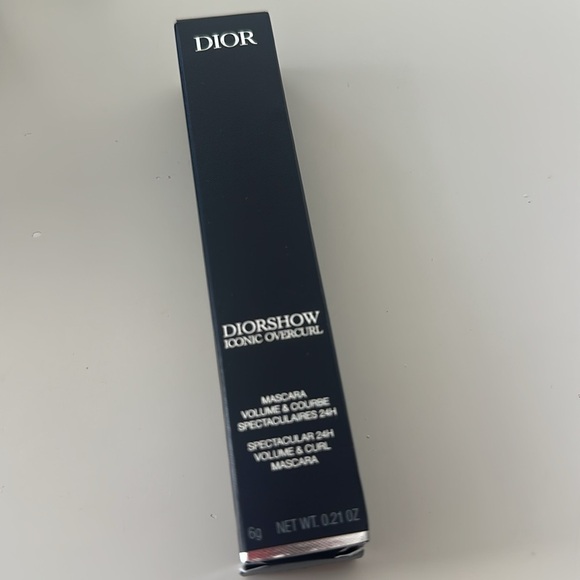 DIOR
DIORSHOW
ICONIC OVERCURL
MASCARA
VOLUME & COURBE
SPECTACULAIRES 24H
SPECTACULAR 24H
VOLUME & CURL
MASCARA
6g NET WT. 0.21 OZ